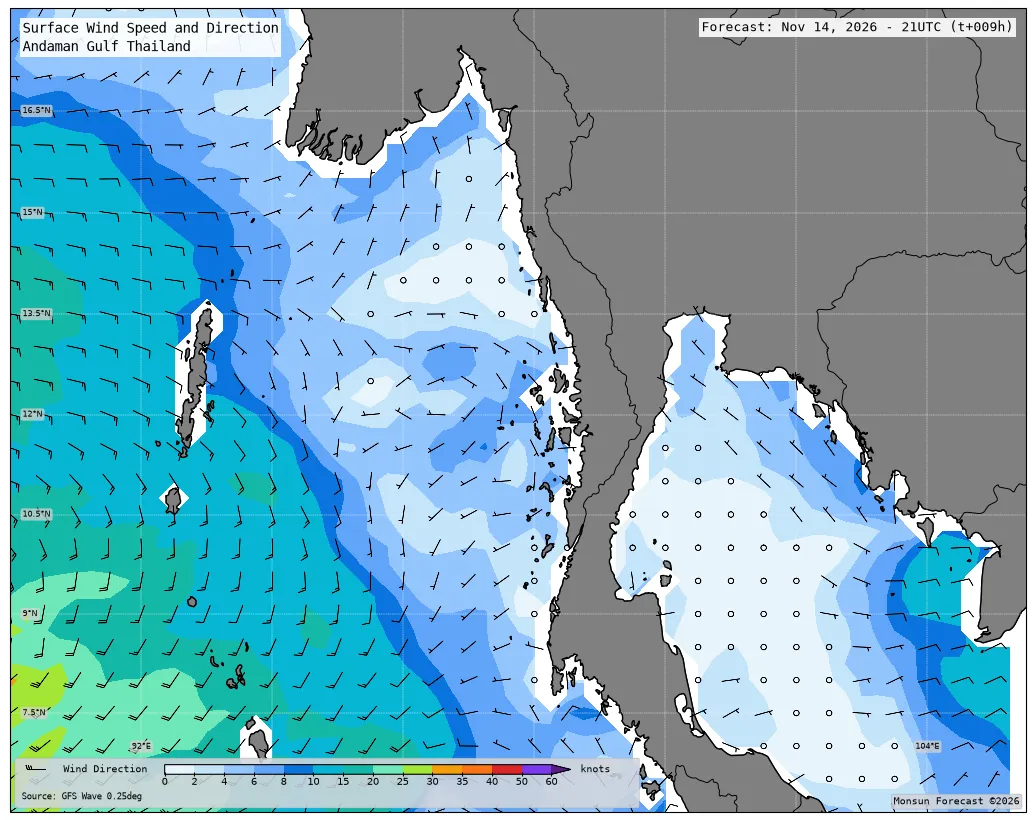 Surface Wind Speed and Direction
Andaman Gulf Thailand
Forecast: Nov 14, 2026 - 21UTC (t+009h)
16.5°N
15°N
13.5°N
12°N
10.5°N
9°N
7.5°N
92°E
104°E
Wind Direction
0 2 4 6 8 10 15 20 25 30 35 40 50 60 knots
Source: GFS Wave 0.25deg
Monsun Forecast ©2026